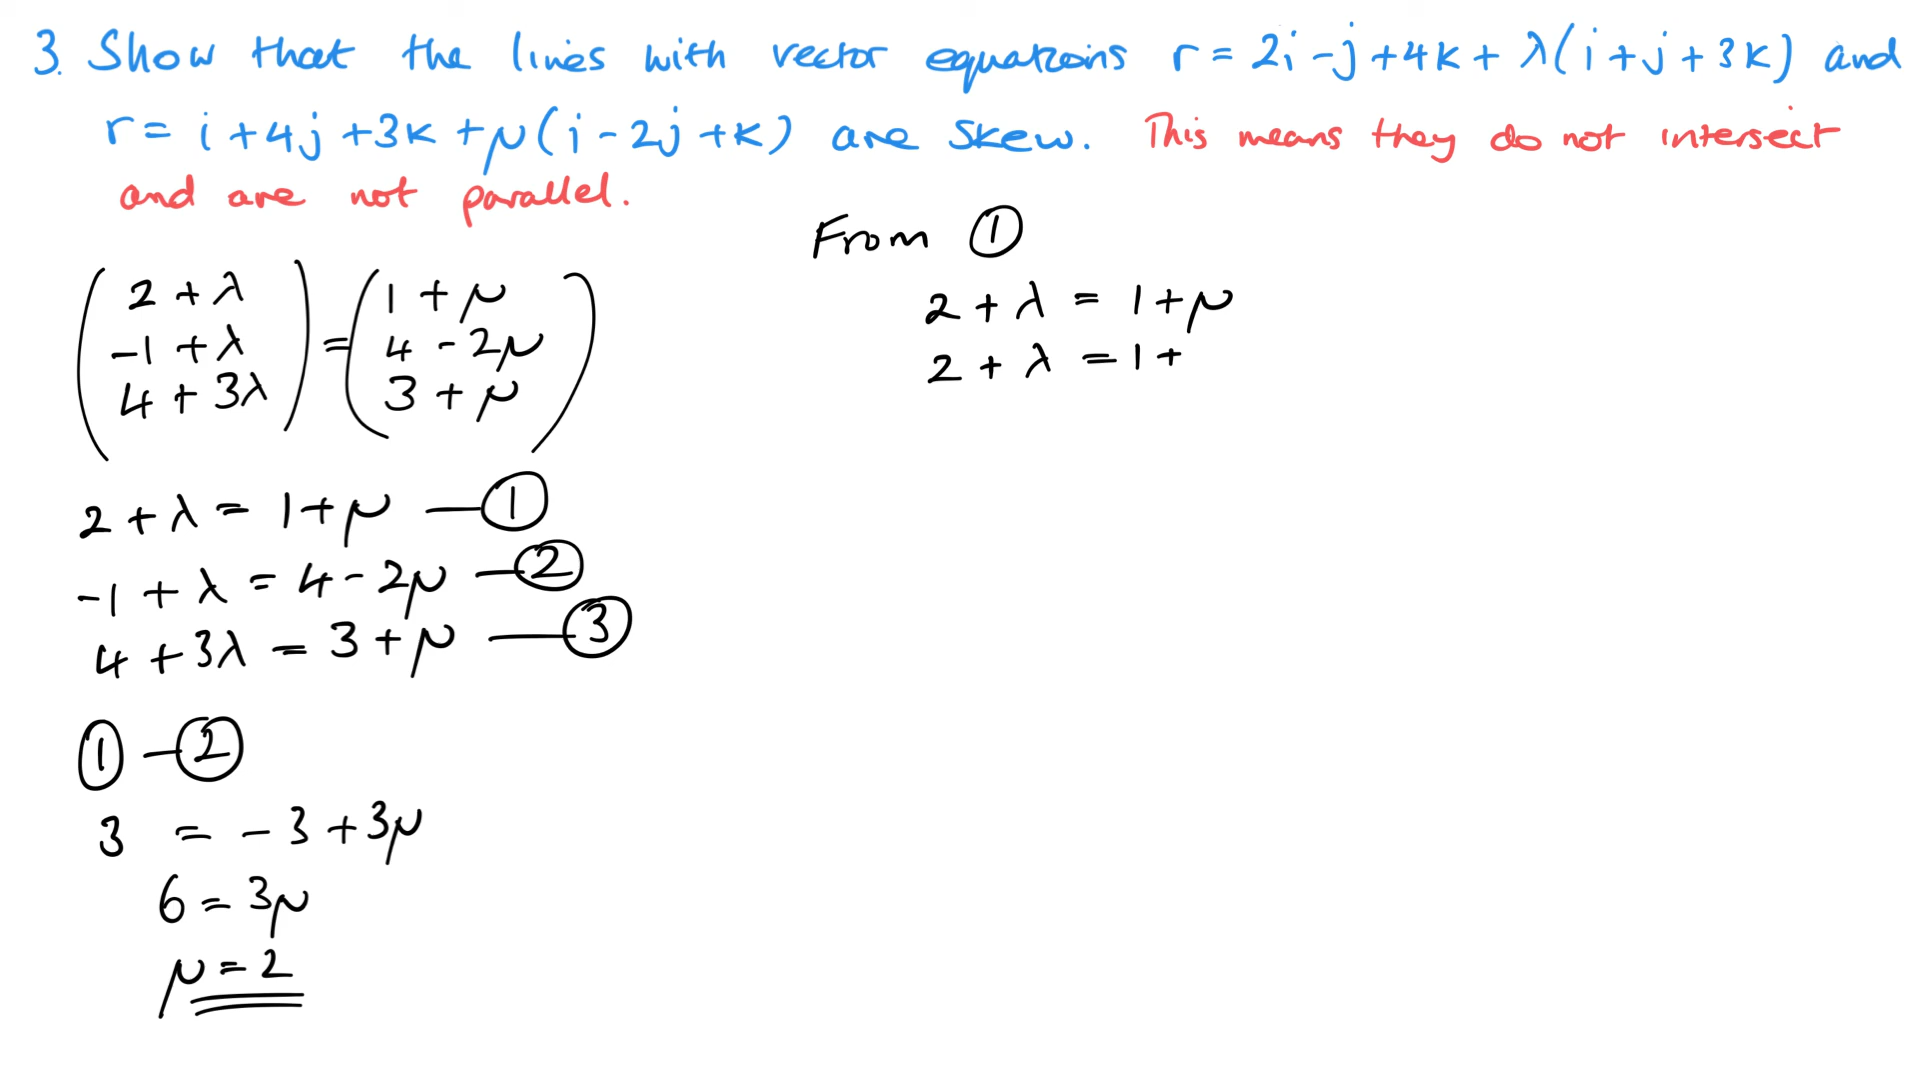 3. Show that the lines with vector equations r = 2i - j + 4k + λ(i + j + 3k) and
r = i + 4j + 3k + μ(i - 2j + k) are skew. This means they do not intersect
and are not parallel.
(2 + λ) = (1 + μ)
(-1 + λ) = (4 - 2μ)
(4 + 3λ) = (3 + μ)
2 + λ = 1 + μ — ①
-1 + λ = 4 - 2μ — ②
4 + 3λ = 3 + μ — ③
① - ②
3 = -3 + 3μ
6 = 3μ
μ = 2
From ①
2 + λ = 1 + μ
2 + λ = 1 +